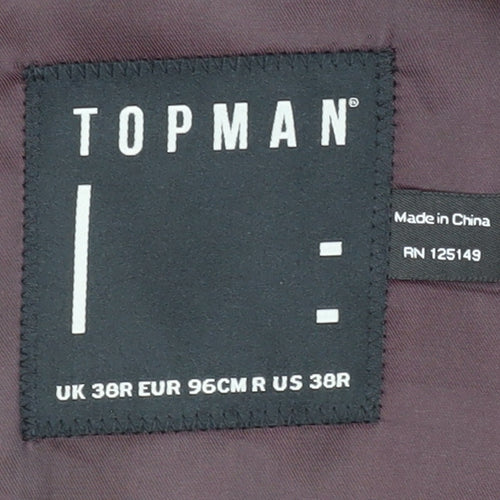 TOPMAN®
Made in China
RN 125149
UK 38R EUR 96CM R US 38R